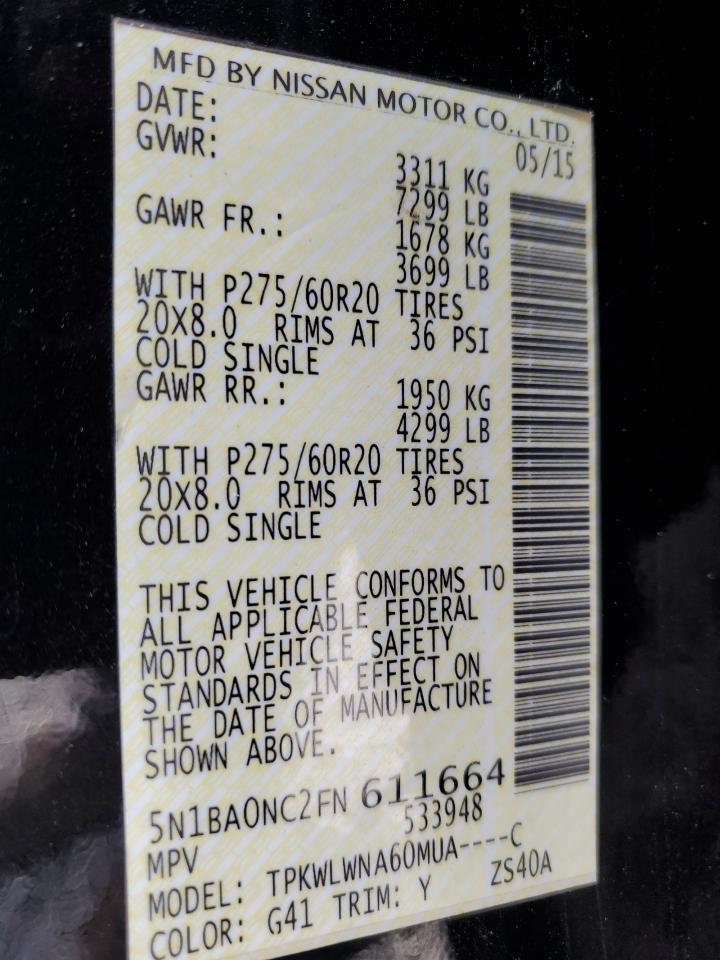 MFD BY NISSAN MOTOR CO., LTD.
DATE: 05/15
GVWR: 3311 KG
7299 LB
GAWR FR.: 1678 KG
3699 LB
WITH P275/60R20 TIRES
20X8.0 RIMS AT 36 PSI
COLD SINGLE
GAWR RR.: 1950 KG
4299 LB
WITH P275/60R20 TIRES
20X8.0 RIMS AT 36 PSI
COLD SINGLE
THIS VEHICLE CONFORMS TO
ALL APPLICABLE FEDERAL
MOTOR VEHICLE SAFETY
STANDARDS IN EFFECT ON
THE DATE OF MANUFACTURE
SHOWN ABOVE.
5N1BA0NC2FN 611664
MPV 533948
MODEL: TPKWLWNA60MUA----C
COLOR: G41 TRIM: Y ZS40A